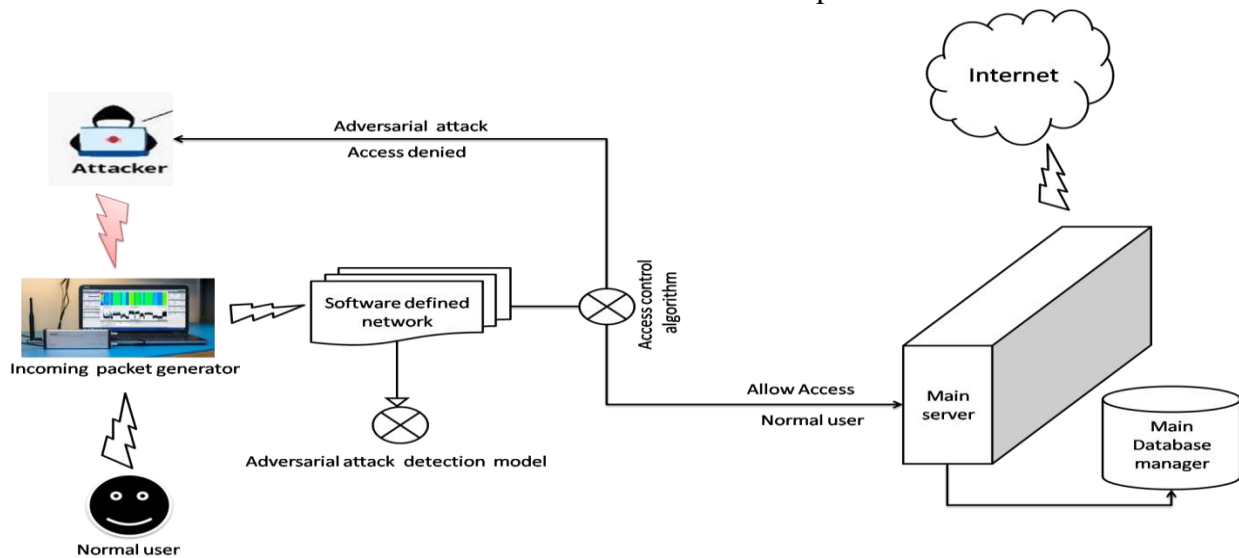 Internet
Adversarial attack
Access denied
Attacker
Access control
algorithm
Software defined
network
Incoming packet generator
Allow Access
Normal user
Main
server
Main
Database
manager
Adversarial attack detection model
Normal user